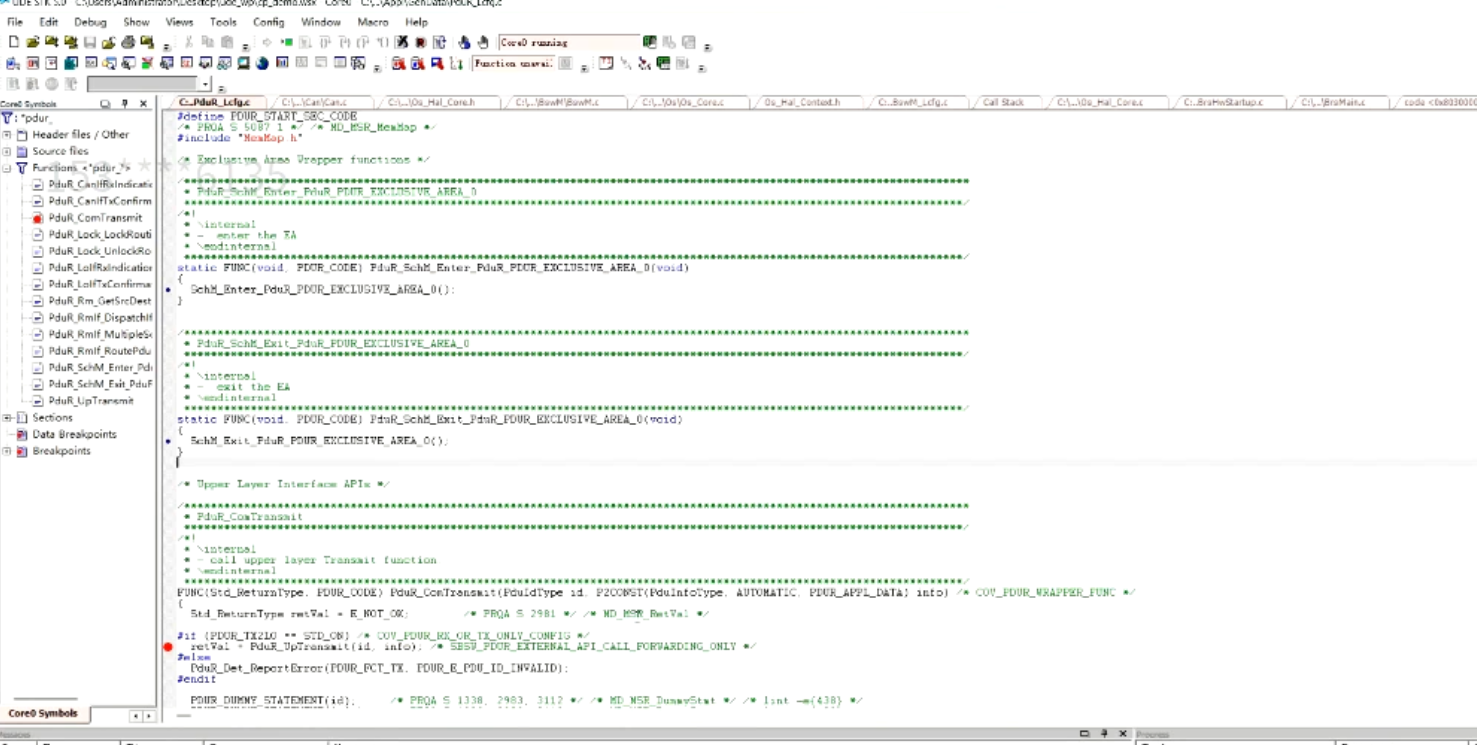 UDE STK 5.0 C:\Users\Administrator\Desktop\ude_wp\cp_demo.wsx Core0 C:\...\Appl\GenData\PduR_Lcfg.c
File Edit Debug Show Views Tools Config Window Macro Help
Core0 running
Function unavai
Core0 Symbols
C:..PduR_Lcfg.c C:\...\Can\Can.c C:\...\Os_Hal_Core.h C:\...\BswM\BswM.c C:\...\Os\Os_Core.c Os_Hal_Context.h C:..BswM_Lcfg.c Call Stack C:\...\Os_Hal_Core.c C:..BrsHwStartup.c C:\...\BrsMain.c code <0x8030000
: *pdur_
Header files / Other
Source files
Functions <*pdur_*>
PduR_CanIfRxIndicatio
PduR_CanIfTxConfirm
PduR_ComTransmit
PduR_Lock_LockRouti
PduR_Lock_UnlockRo
PduR_LoIfRxIndication
PduR_LoIfTxConfirma
PduR_Rm_GetSrcDest
PduR_RmIf_DispatchIf
PduR_RmIf_MultipleSo
PduR_RmIf_RoutePdu
PduR_SchM_Enter_Pdu
PduR_SchM_Exit_PduF
PduR_UpTransmit
Sections
Data Breakpoints
Breakpoints
153****6135
#define PDUR_START_SEC_CODE
/* PRQA S 5087 1 */ /* MD_MSR_MemMap */
#include "MemMap.h"
/* Exclusive Area Wrapper functions */
/**********************************************************************************************************************
* PduR_SchM_Enter_PduR_PDUR_EXCLUSIVE_AREA_0
**********************************************************************************************************************/
/*!
* \internal
* - enter the EA
* \endinternal
**********************************************************************************************************************/
static FUNC(void, PDUR_CODE) PduR_SchM_Enter_PduR_PDUR_EXCLUSIVE_AREA_0(void)
{
SchM_Enter_PduR_PDUR_EXCLUSIVE_AREA_0();
}
/**********************************************************************************************************************
* PduR_SchM_Exit_PduR_PDUR_EXCLUSIVE_AREA_0
**********************************************************************************************************************/
/*!
* \internal
* - exit the EA
* \endinternal
**********************************************************************************************************************/
static FUNC(void, PDUR_CODE) PduR_SchM_Exit_PduR_PDUR_EXCLUSIVE_AREA_0(void)
{
SchM_Exit_PduR_PDUR_EXCLUSIVE_AREA_0();
}
/* Upper Layer Interface APIs */
/**********************************************************************************************************************
* PduR_ComTransmit
**********************************************************************************************************************/
/*!
* \internal
* - call upper layer Transmit function
* \endinternal
**********************************************************************************************************************/
FUNC(Std_ReturnType, PDUR_CODE) PduR_ComTransmit(PduIdType id, P2CONST(PduInfoType, AUTOMATIC, PDUR_APPL_DATA) info) /* COV_PDUR_WRAPPER_FUNC */
{
Std_ReturnType retVal = E_NOT_OK; /* PRQA S 2981 */ /* MD_MSR_RetVal */
#if (PDUR_TX2LO == STD_ON) /* COV_PDUR_RX_OR_TX_ONLY_CONFIG */
retVal = PduR_UpTransmit(id, info); /* SBSW_PDUR_EXTERNAL_API_CALL_FORWARDING_ONLY */
#else
PduR_Det_ReportError(PDUR_FCT_TX, PDUR_E_PDU_ID_INVALID);
#endif
PDUR_DUMMY_STATEMENT(id); /* PRQA S 1338, 2983, 3112 */ /* MD_MSR_DummyStmt */ /* lint -e{438} */
Core0 Symbols